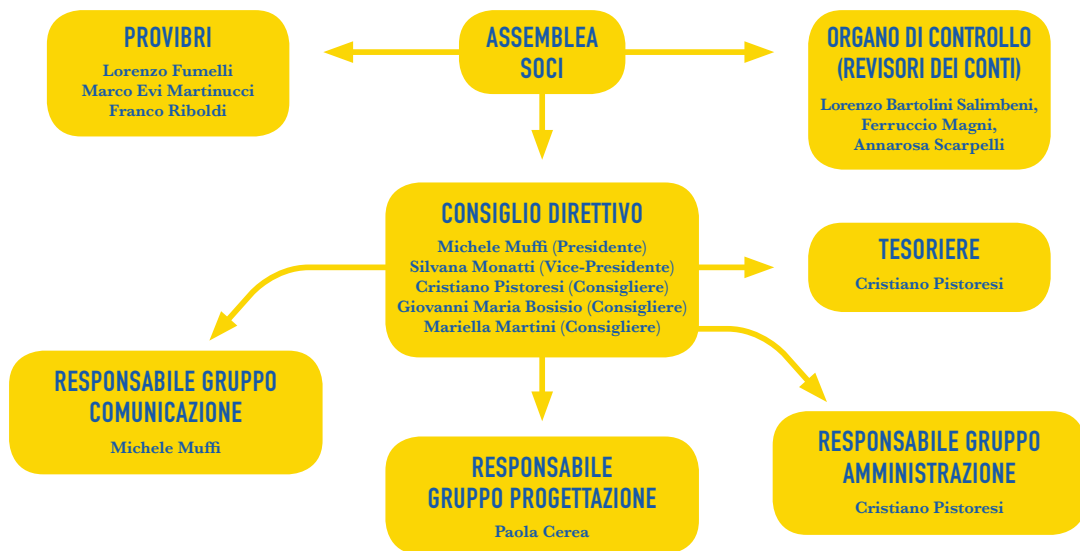 PROVIBRI
Lorenzo Fumelli
Marco Evi Martinucci
Franco Riboldi
ASSEMBLEA
SOCI
ORGANO DI CONTROLLO
(REVISORI DEI CONTI)
Lorenzo Bartolini Salimbeni,
Ferruccio Magni,
Annarosa Scarpelli
CONSIGLIO DIRETTIVO
Michele Muffi (Presidente)
Silvana Monatti (Vice-Presidente)
Cristiano Pistoresi (Consigliere)
Giovanni Maria Bosisio (Consigliere)
Mariella Martini (Consigliere)
TESORIERE
Cristiano Pistoresi
RESPONSABILE GRUPPO
COMUNICAZIONE
Michele Muffi
RESPONSABILE
GRUPPO PROGETTAZIONE
Paola Cerea
RESPONSABILE GRUPPO
AMMINISTRAZIONE
Cristiano Pistoresi